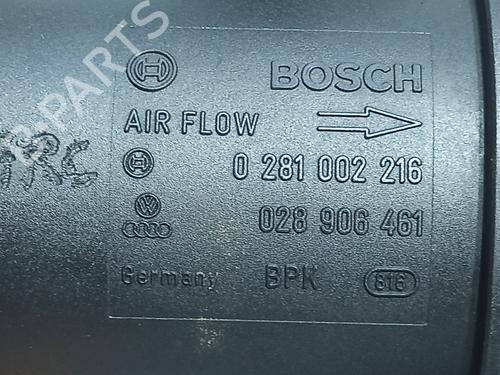 BOSCH
AIR FLOW
0 281 002 216
028 906 461
Germany BPK 816